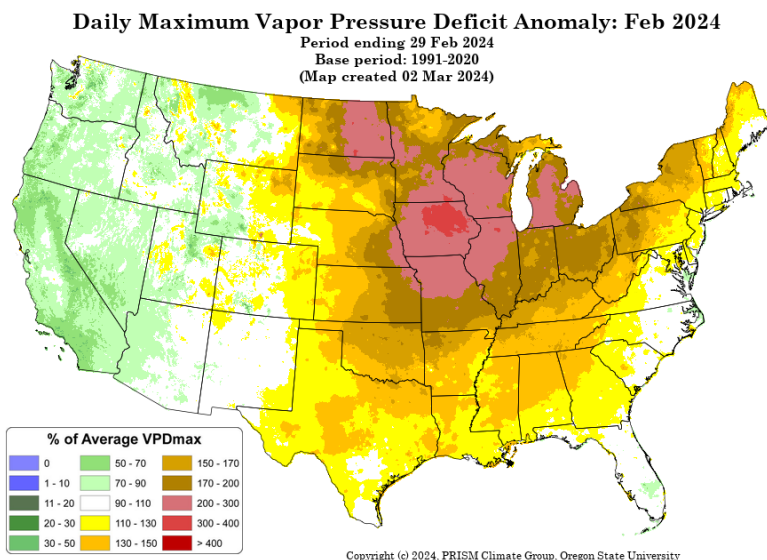 Daily Maximum Vapor Pressure Deficit Anomaly: Feb 2024
Period ending 29 Feb 2024
Base period: 1991-2020
(Map created 02 Mar 2024)
% of Average VPDmax
0
50 - 70
150 - 170
1 - 10
70 - 90
170 - 200
11 - 20
90 - 110
200 - 300
20 - 30
110 - 130
300 - 400
30 - 50
130 - 150
> 400
Copyright (c) 2024, PRISM Climate Group, Oregon State University